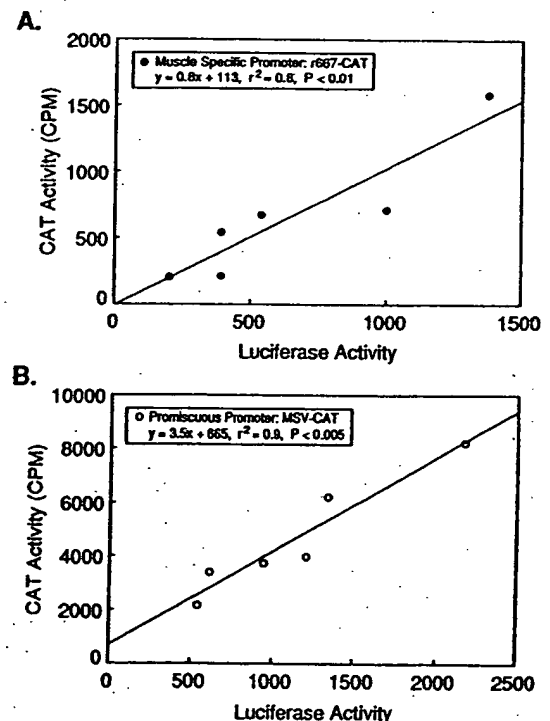 A.
2000
1500
1000
500
0
CAT Activity (CPM)
● Muscle Specific Promoter: r667-CAT
y = 0.8x + 113, r² = 0.8, P < 0.01
0 500 1000 1500
Luciferase Activity
B.
10000
8000
6000
4000
2000
0
CAT Activity (CPM)
○ Promiscuous Promoter: MSV-CAT
y = 3.5x + 665, r² = 0.9, P < 0.005
0 500 1000 1500 2000 2500
Luciferase Activity